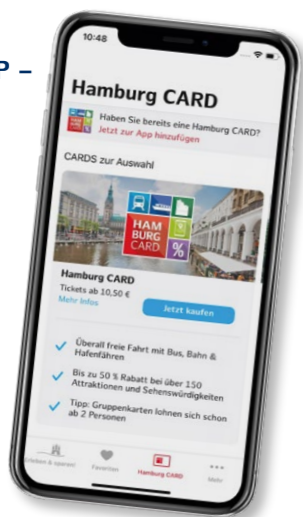 P –
10:48
Hamburg CARD
Haben Sie bereits eine Hamburg CARD?
Jetzt zur App hinzufügen
CARDS zur Auswahl
HAM
BURG
CARD
%
Hamburg CARD
Tickets ab 10,50 €
Mehr Infos
Jetzt kaufen
Überall freie Fahrt mit Bus, Bahn &
Hafenfähren
Bis zu 50 % Rabatt bei über 150
Attraktionen und Sehenswürdigkeiten
Tipp: Gruppenkarten lohnen sich schon
ab 2 Personen
Erleben & sparen!
Favoriten
Hamburg CARD
Mehr